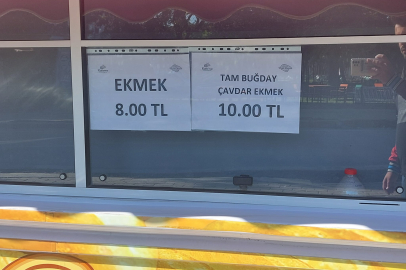 EKMEK
8.00 TL
TAM BUĞDAY
ÇAVDAR EKMEK
10.00 TL